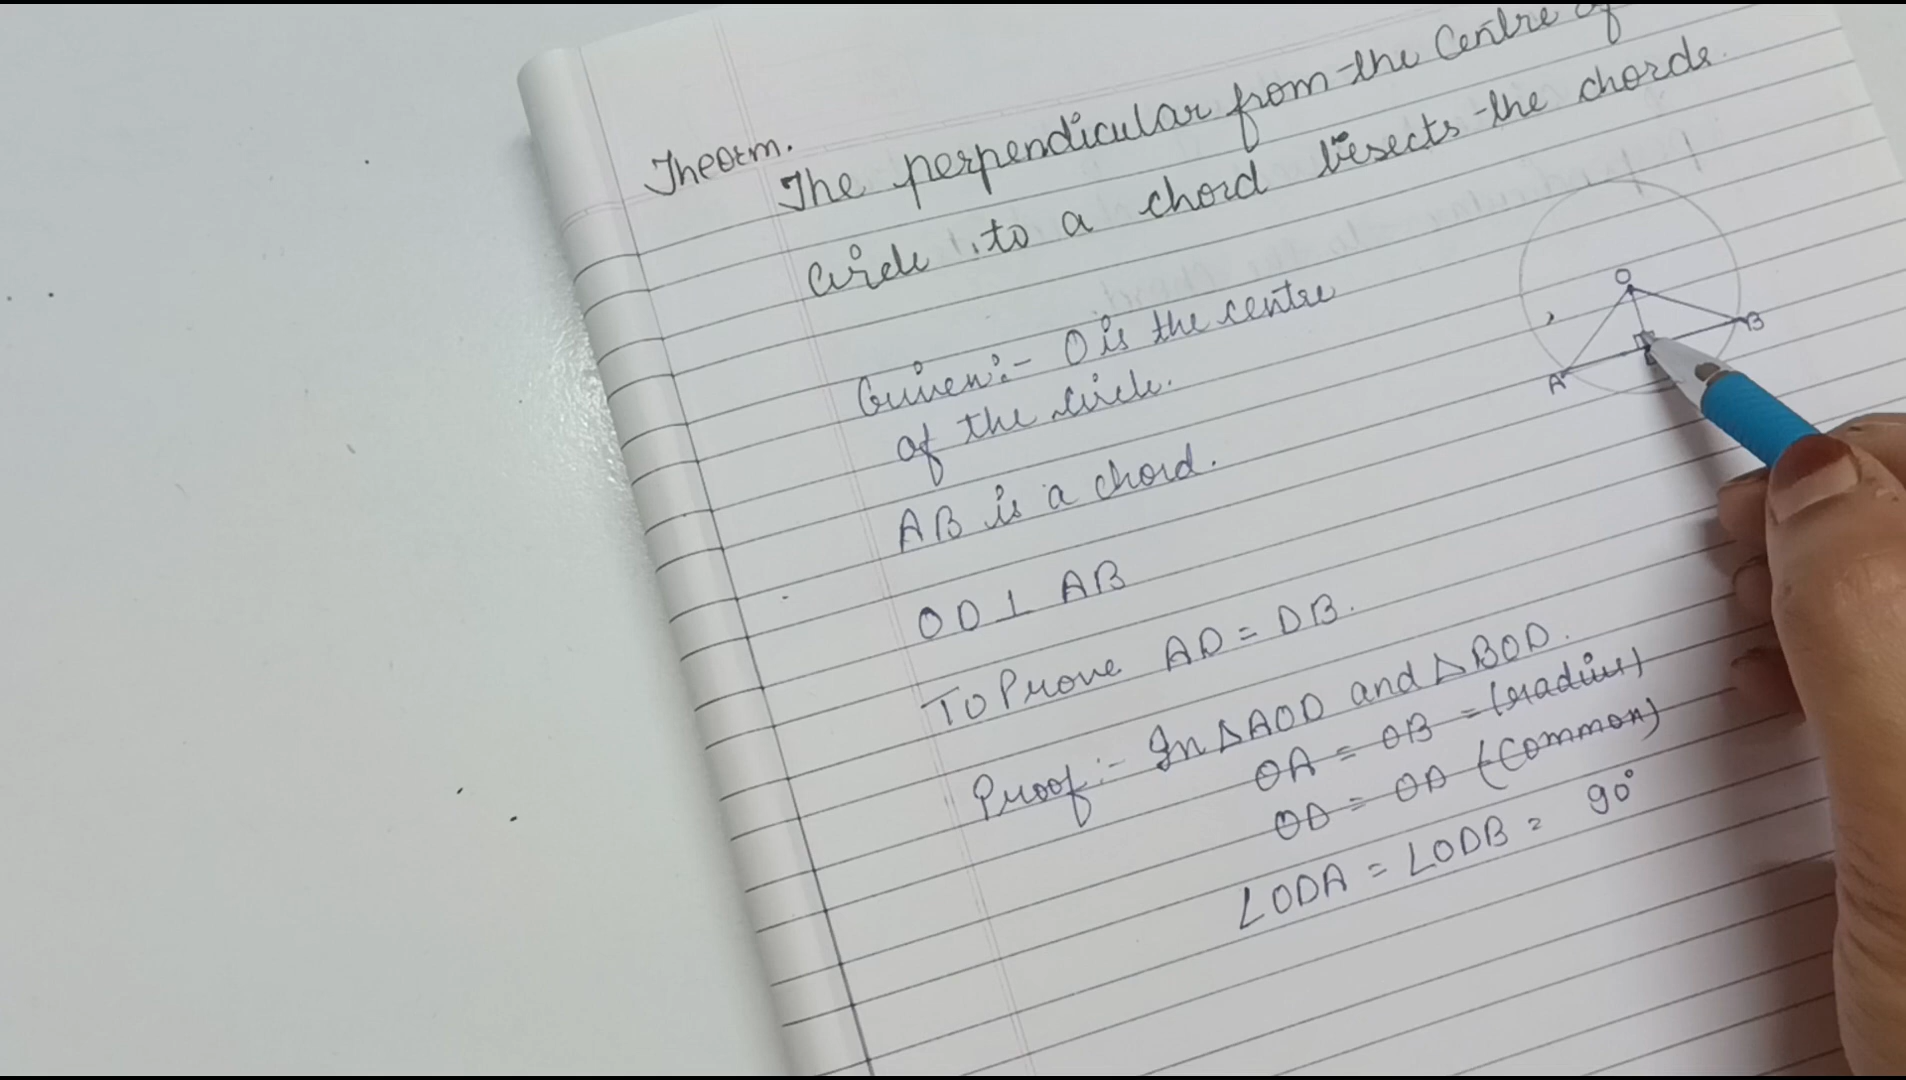 Theorm.
The perpendicular from the Centre of
Circle . to a chord bisects the chords.
Given:- O is the centre
of the circle.
AB is a chord.
OD ⊥ AB
To Prove AD = DB.
Proof:- In △AOD and △BOD.
OA = OB = (radius)
OD = OD (Common)
∠ODA = ∠ODB = 90°
O
A
B